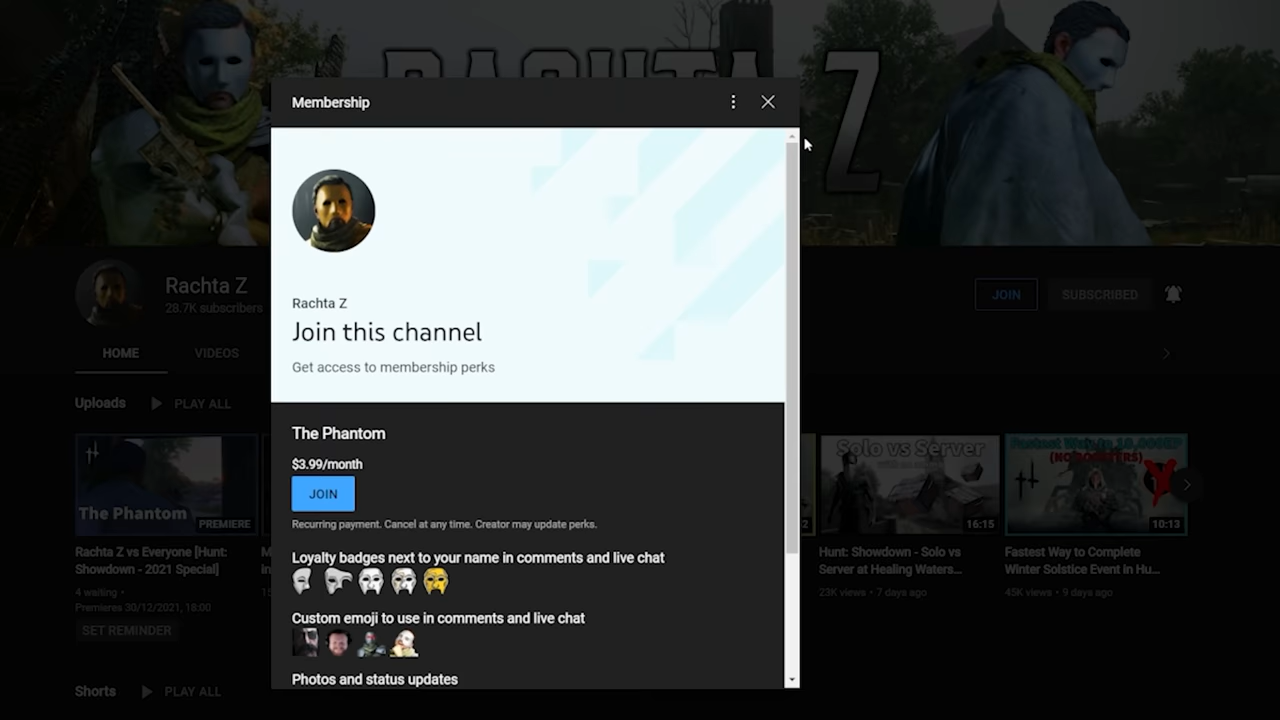 RACHTA Z
Membership
Rachta Z
Join this channel
Get access to membership perks
The Phantom
$3.99/month
JOIN
Recurring payment. Cancel at any time. Creator may update perks.
Loyalty badges next to your name in comments and live chat
Custom emoji to use in comments and live chat
Photos and status updates
Rachta Z
28.7K subscribers
JOIN
SUBSCRIBED
HOME
VIDEOS
Uploads
PLAY ALL
The Phantom
PREMIERE
Rachta Z vs Everyone [Hunt:
Showdown - 2021 Special]
4 waiting •
Premieres 30/12/2021, 18:00
SET REMINDER
Solo vs Server
16:15
Hunt: Showdown - Solo vs
Server at Healing Waters...
23K views • 7 days ago
Fastest Way to 10,000EP
(NO BOOSTERS)
10:13
Fastest Way to Complete
Winter Solstice Event in Hu...
45K views • 9 days ago
Shorts
PLAY ALL